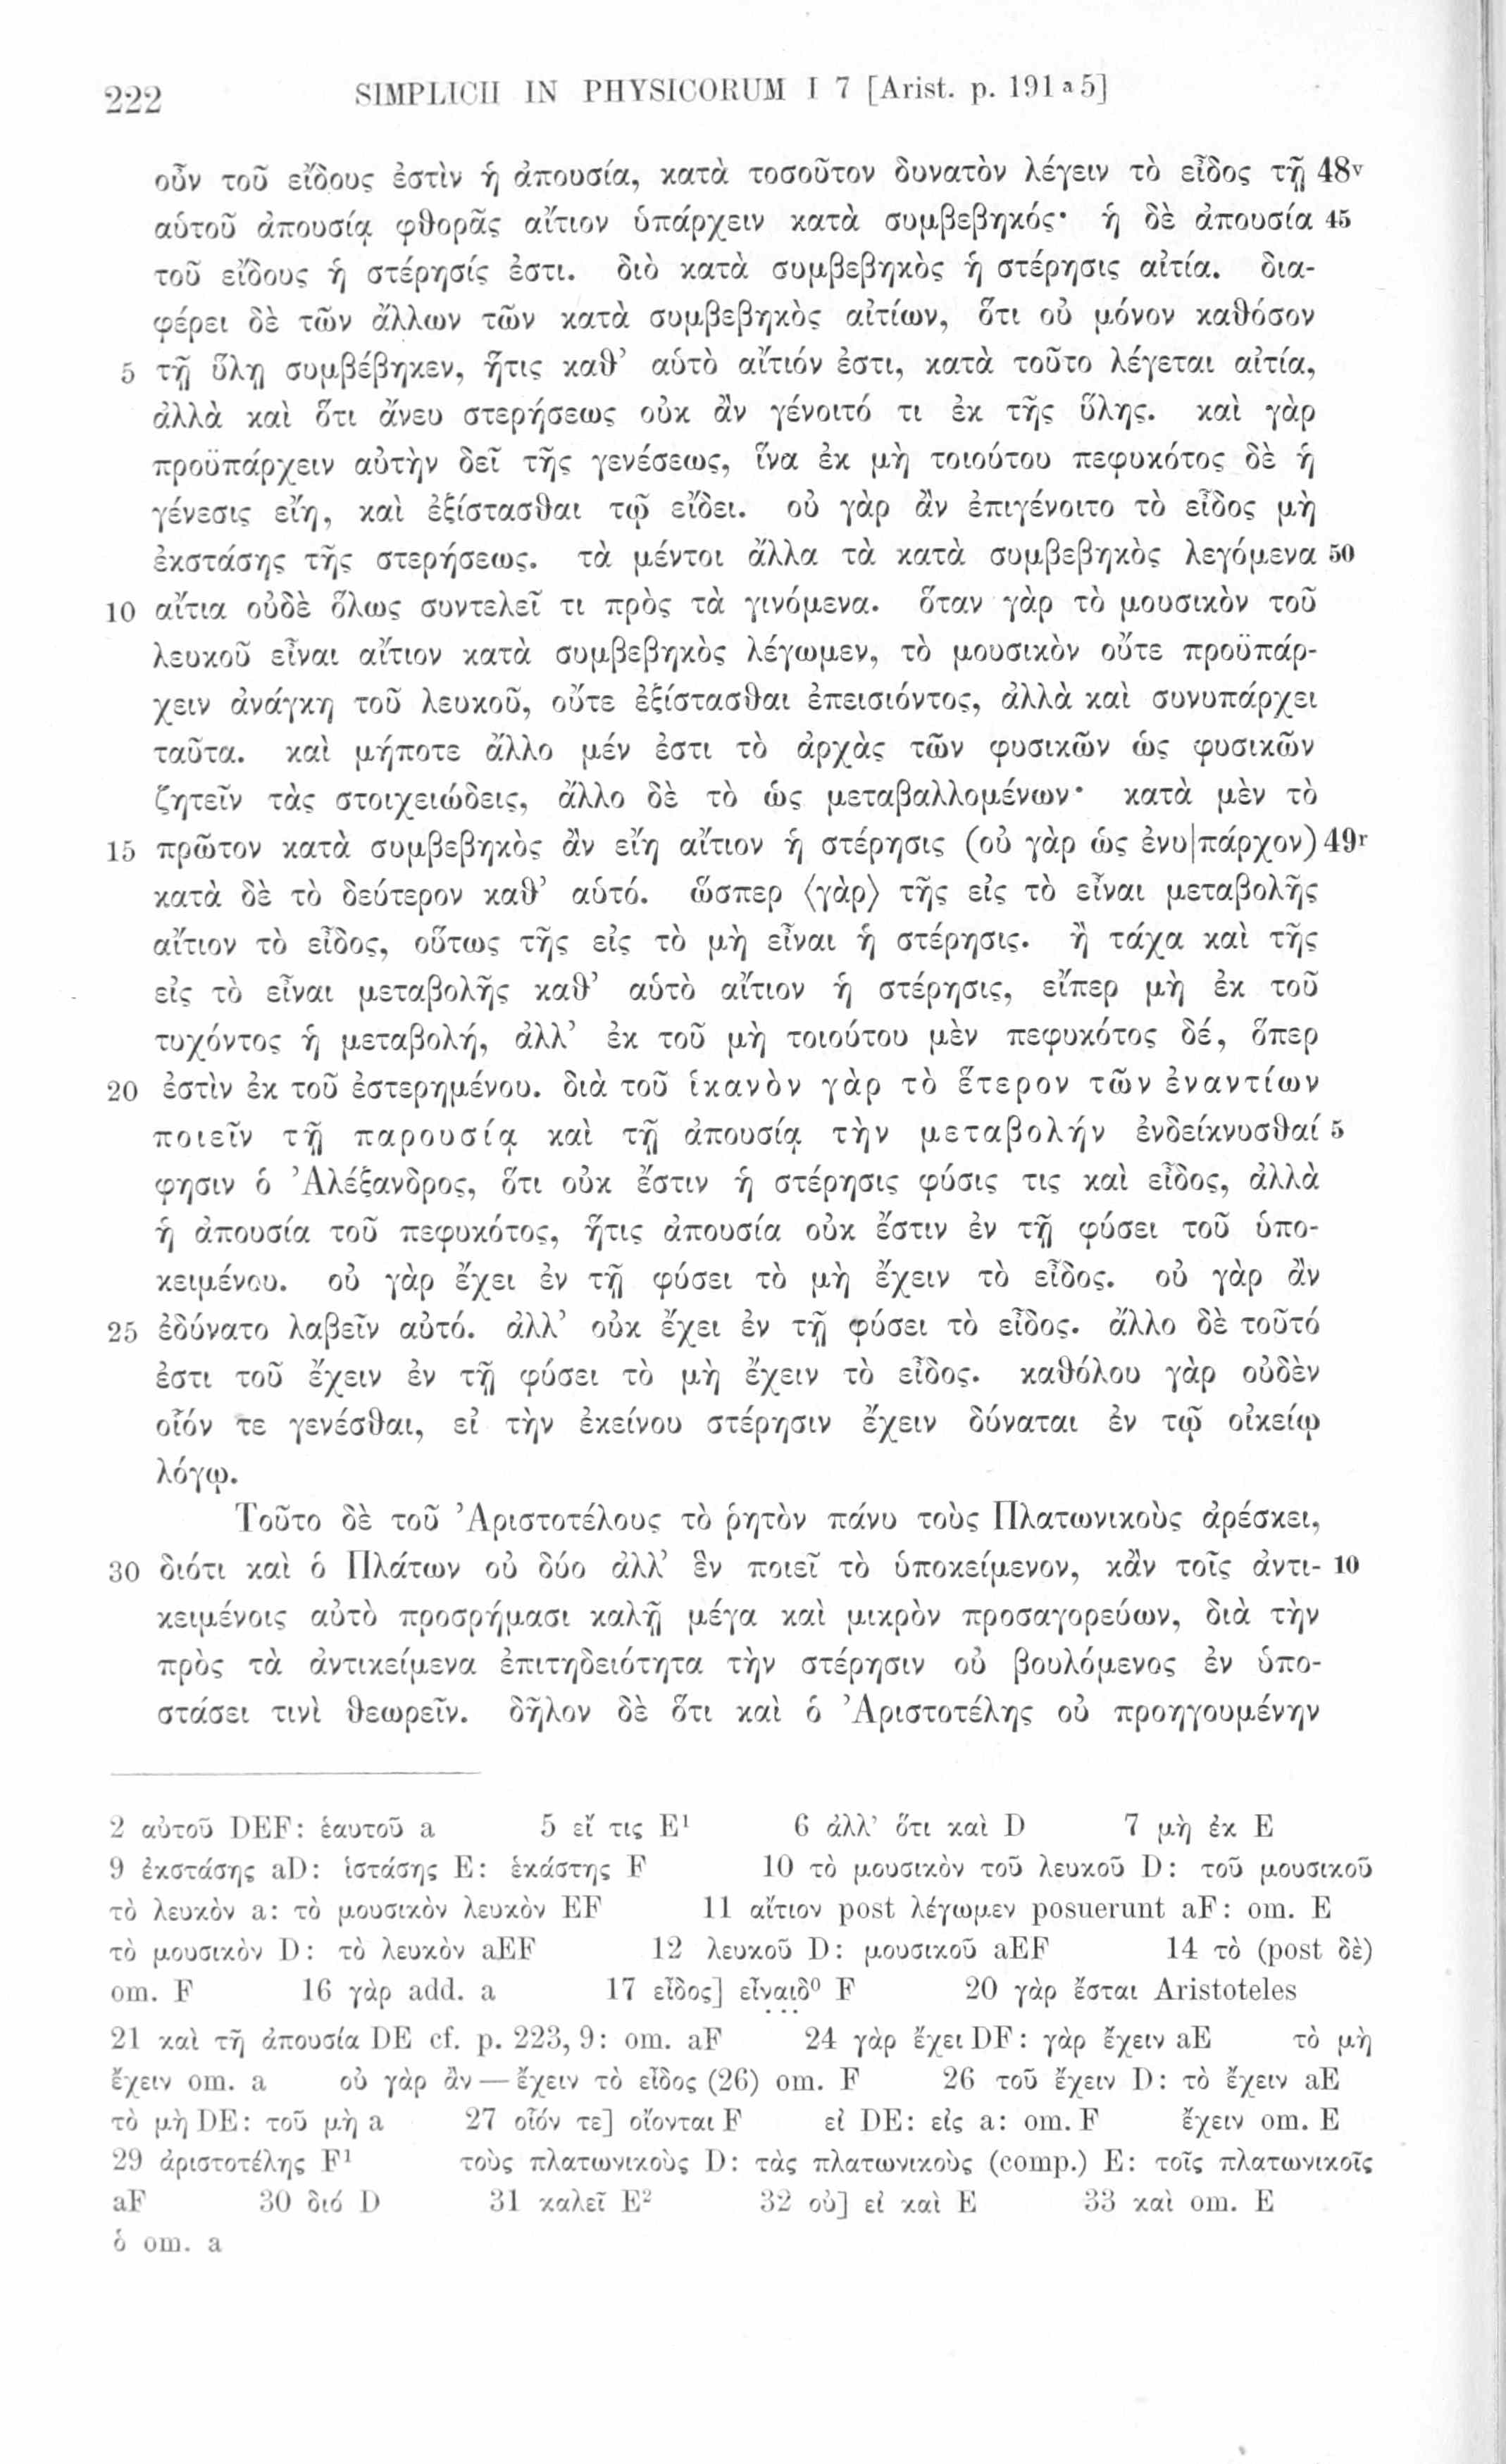 222 SIMPLICII IN PHYSICORUM I 7 [Arist. p. 191 a 5]
οὖν τοῦ εἴδους ἐστὶν ἡ ἀπουσία, κατὰ τοσοῦτον δυνατὸν λέγειν τὸ εἶδος τῇ 48v
αὑτοῦ ἀπουσίᾳ φθορᾶς αἴτιον ὑπάρχειν κατὰ συμβεβηκός· ἡ δὲ ἀπουσία 45
τοῦ εἴδους ἡ στέρησίς ἐστι. διὸ κατὰ συμβεβηκὸς ἡ στέρησις αἰτία. δια-
φέρει δὲ τῶν ἄλλων τῶν κατὰ συμβεβηκὸς αἰτίων, ὅτι οὐ μόνον καθόσον
5 τῇ ὕλῃ συμβέβηκεν, ἥτις καθ’ αὑτὸ αἴτιόν ἐστι, κατὰ τοῦτο λέγεται αἰτία,
ἀλλὰ καὶ ὅτι ἄνευ στερήσεως οὐκ ἂν γένοιτό τι ἐκ τῆς ὕλης. καὶ γὰρ
προϋπάρχειν αὐτὴν δεῖ τῆς γενέσεως, ἵνα ἐκ μὴ τοιούτου πεφυκότος δὲ ἡ
γένεσις εἴη, καὶ ἐξίστασθαι τῷ εἴδει. οὐ γὰρ ἂν ἐπιγένοιτο τὸ εἶδος μὴ
ἐκστάσης τῆς στερήσεως. τὰ μέντοι ἄλλα τὰ κατὰ συμβεβηκὸς λεγόμενα 50
10 αἴτια οὐδὲ ὅλως συντελεῖ τι πρὸς τὰ γινόμενα. ὅταν γὰρ τὸ μουσικὸν τοῦ
λευκοῦ εἶναι αἴτιον κατὰ συμβεβηκὸς λέγωμεν, τὸ μουσικὸν οὔτε προϋπάρ-
χειν ἀνάγκη τοῦ λευκοῦ, οὔτε ἐξίστασθαι ἐπεισιόντος, ἀλλὰ καὶ συνυπάρχει
ταῦτα. καὶ μήποτε ἄλλο μέν ἐστι τὸ ἀρχὰς τῶν φυσικῶν ὡς φυσικῶν
ζητεῖν τὰς στοιχειώδεις, ἄλλο δὲ τὸ ὡς μεταβαλλομένων· κατὰ μὲν τὸ
15 πρῶτον κατὰ συμβεβηκὸς ἂν εἴη αἴτιον ἡ στέρησις (οὐ γὰρ ὡς ἐνυ|πάρχον) 49r
κατὰ δὲ τὸ δεύτερον καθ’ αὑτό. ὥσπερ ⟨γὰρ⟩ τῆς εἰς τὸ εἶναι μεταβολῆς
αἴτιον τὸ εἶδος, οὕτως τῆς εἰς τὸ μὴ εἶναι ἡ στέρησις. ἢ τάχα καὶ τῆς
εἰς τὸ εἶναι μεταβολῆς καθ’ αὑτὸ αἴτιον ἡ στέρησις, εἴπερ μὴ ἐκ τοῦ
τυχόντος ἡ μεταβολή, ἀλλ’ ἐκ τοῦ μὴ τοιούτου μὲν πεφυκότος δέ, ὅπερ
20 ἐστὶν ἐκ τοῦ ἐστερημένου. διὰ τοῦ ἱκανὸν γὰρ τὸ ἕτερον τῶν ἐναντίων
ποιεῖν τῇ παρουσίᾳ καὶ τῇ ἀπουσίᾳ τὴν μεταβολήν ἐνδείκνυσθαί 5
φησιν ὁ Ἀλέξανδρος, ὅτι οὐκ ἔστιν ἡ στέρησις φύσις τις καὶ εἶδος, ἀλλὰ
ἡ ἀπουσία τοῦ πεφυκότος, ἥτις ἀπουσία οὐκ ἔστιν ἐν τῇ φύσει τοῦ ὑπο-
κειμένου. οὐ γὰρ ἔχει ἐν τῇ φύσει τὸ μὴ ἔχειν τὸ εἶδος. οὐ γὰρ ἂν
25 ἐδύνατο λαβεῖν αὐτό. ἀλλ’ οὐκ ἔχει ἐν τῇ φύσει τὸ εἶδος. ἄλλο δὲ τοῦτό
ἐστι τοῦ ἔχειν ἐν τῇ φύσει τὸ μὴ ἔχειν τὸ εἶδος. καθόλου γὰρ οὐδὲν
οἷόν τε γενέσθαι, εἰ τὴν ἐκείνου στέρησιν ἔχειν δύναται ἐν τῷ οἰκείῳ
λόγῳ.
Τοῦτο δὲ τοῦ Ἀριστοτέλους τὸ ῥητὸν πάνυ τοὺς Πλατωνικοὺς ἀρέσκει,
30 διότι καὶ ὁ Πλάτων οὐ δύο ἀλλ’ ἓν ποιεῖ τὸ ὑποκείμενον, κἂν τοῖς ἀντι- 10
κειμένοις αὐτὸ προσρήμασι καλῇ μέγα καὶ μικρὸν προσαγορεύων, διὰ τὴν
πρὸς τὰ ἀντικείμενα ἐπιτηδειότητα τὴν στέρησιν οὐ βουλόμενος ἐν ὑπο-
στάσει τινὶ θεωρεῖν. δῆλον δὲ ὅτι καὶ ὁ Ἀριστοτέλης οὐ προηγουμένην
2 αὑτοῦ DEF: ἑαυτοῦ a 5 εἴ τις E¹ 6 ἀλλ’ ὅτι καὶ D 7 μὴ ἐκ E
9 ἐκστάσης aD: ἱστάσης E: ἑκάστης F 10 τὸ μουσικὸν τοῦ λευκοῦ D: τοῦ μουσικοῦ
τὸ λευκὸν a: τὸ μουσικὸν λευκὸν EF 11 αἴτιον post λέγωμεν posuerunt aF: om. E
τὸ μουσικὸν D: τὸ λευκὸν aEF 12 λευκοῦ D: μουσικοῦ aEF 14 τὸ (post δὲ)
om. F 16 γὰρ add. a 17 εἶδος] εἶναιδ⁰ F 20 γὰρ ἔσται Aristoteles
21 καὶ τῆ ἀπουσία DE cf. p. 223, 9: om. aF 24 γὰρ ἔχει DF: γὰρ ἔχειν aE τὸ μὴ
ἔχειν om. a οὐ γὰρ ἂν — ἔχειν τὸ εἶδος (26) om. F 26 τοῦ ἔχειν D: τὸ ἔχειν aE
τὸ μὴ DE: τοῦ μὴ a 27 οἷόν τε] οἴονται F εἰ DE: εἰς a: om. F ἔχειν om. E
29 ἀριστοτέλης F¹ τοὺς πλατωνικοὺς D: τὰς πλατωνικοὺς (comp.) E: τοῖς πλατωνικοῖς
aF 30 διό D 31 καλεῖ E² 32 οὐ] εἰ καὶ E 33 καὶ om. E
ὁ om. a